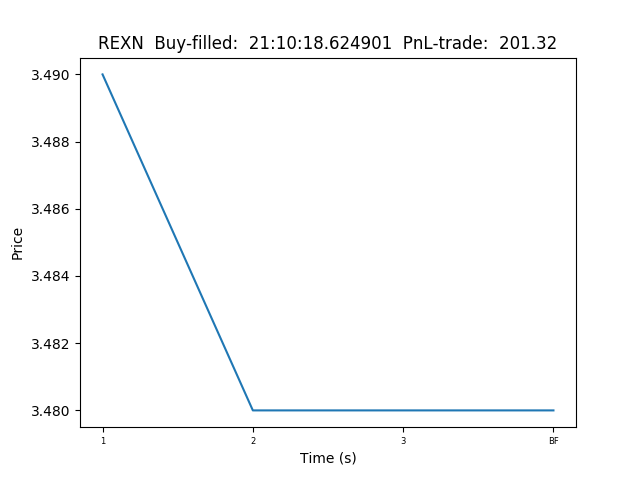 REXN  Buy-filled:  21:10:18.624901  PnL-trade:  201.32
3.490
3.488
3.486
3.484
3.482
3.480
Price
1 2 3 BF
Time (s)